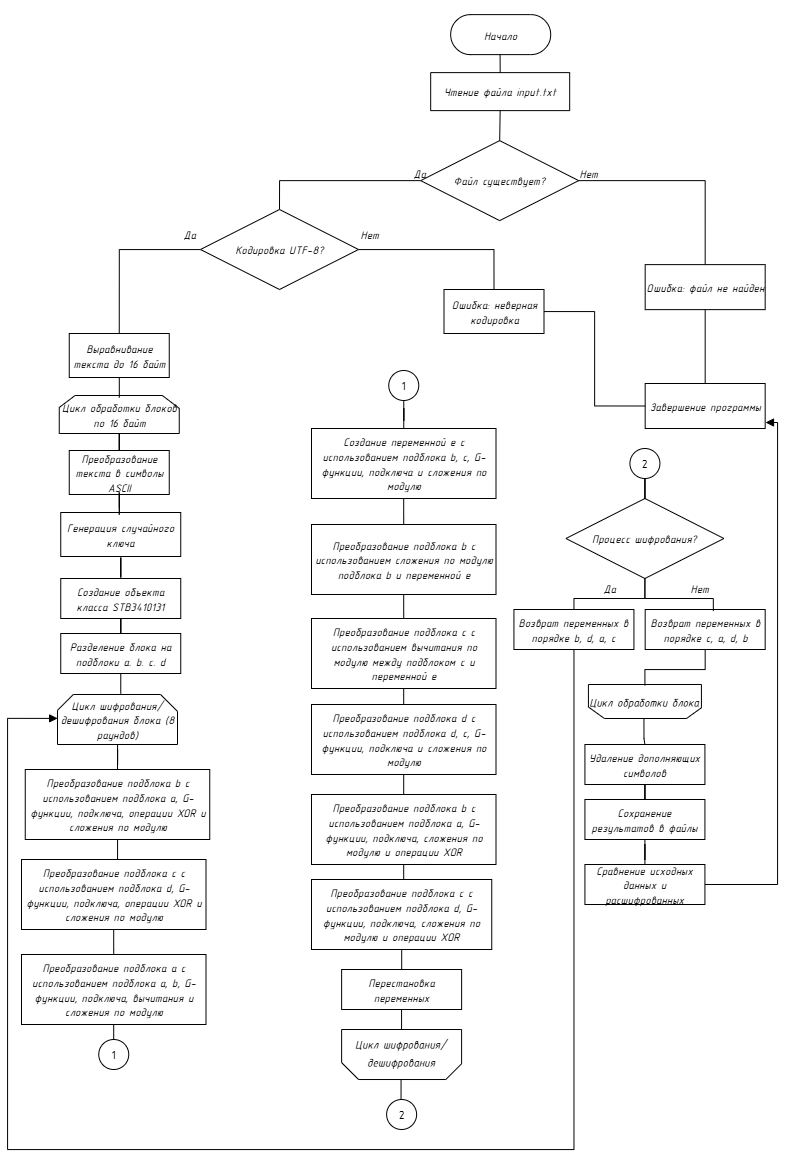 Начало
Чтение файла input.txt
Файл существует?
Да
Нет
Кодировка UTF-8?
Да
Нет
Ошибка: неверная
кодировка
Ошибка: файл не найден
Завершение программы
Выравнивание
текста до 16 байт
Цикл обработки блоков
по 16 байт
Преобразование
текста в символы
ASCII
Генерация случайного
ключа
Создание объекта
класса STB3410131
Разделение блока на
подблоки a. b. c. d
Цикл шифрования/
дешифрования блока (8
раундов)
Преобразование подблока b с
использованием подблока a, G-
функции, подключа, операции XOR и
сложения по модулю
Преобразование подблока c с
использованием подблока d, G-
функции, подключа, операции XOR и
сложения по модулю
Преобразование подблока a с
использованием подблока a, b, G-
функции, подключа, вычитания и
сложения по модулю
1
1
Создание переменной e с
использованием подблока b, c, G-
функции, подключа и сложения по
модулю
Преобразование подблока b с
использованием сложения по модулю
подблока b и переменной e
Преобразование подблока c с
использованием вычитания по
модулю между подблоком c и
переменной e
Преобразование подблока d с
использованием подблока d, c, G-
функции, подключа и сложения по
модулю
Преобразование подблока b с
использованием подблока a, G-
функции, подключа, сложения по
модулю и операции XOR
Преобразование подблока c с
использованием подблока d, G-
функции, подключа, сложения по
модулю и операции XOR
Перестановка
переменных
Цикл шифрования/
дешифрования
2
2
Процесс шифрования?
Да
Нет
Возврат переменных в
порядке b, d, a, c
Возврат переменных в
порядке c, a, d, b
Цикл обработки блока
Удаление дополняющих
символов
Сохранение
результатов в файлы
Сравнение исходных
данных и
расшифрованных